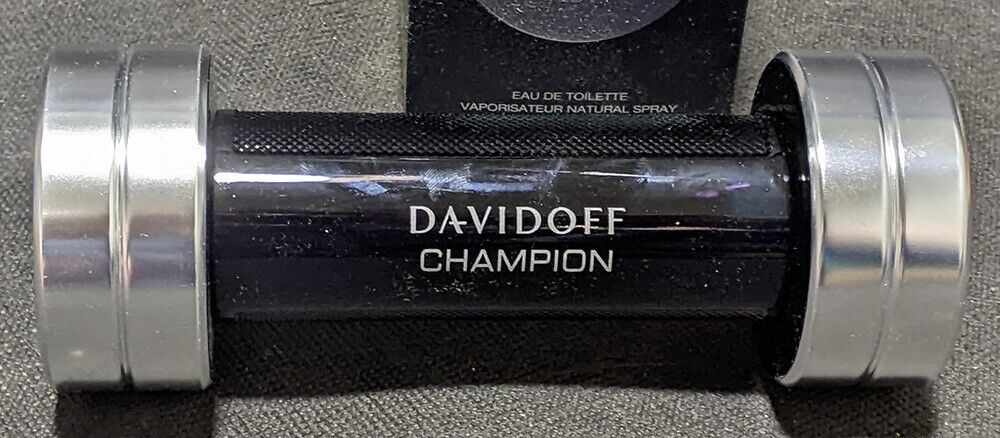 EAU DE TOILETTE
VAPORISATEUR NATURAL SPRAY
DAVIDOFF
CHAMPION